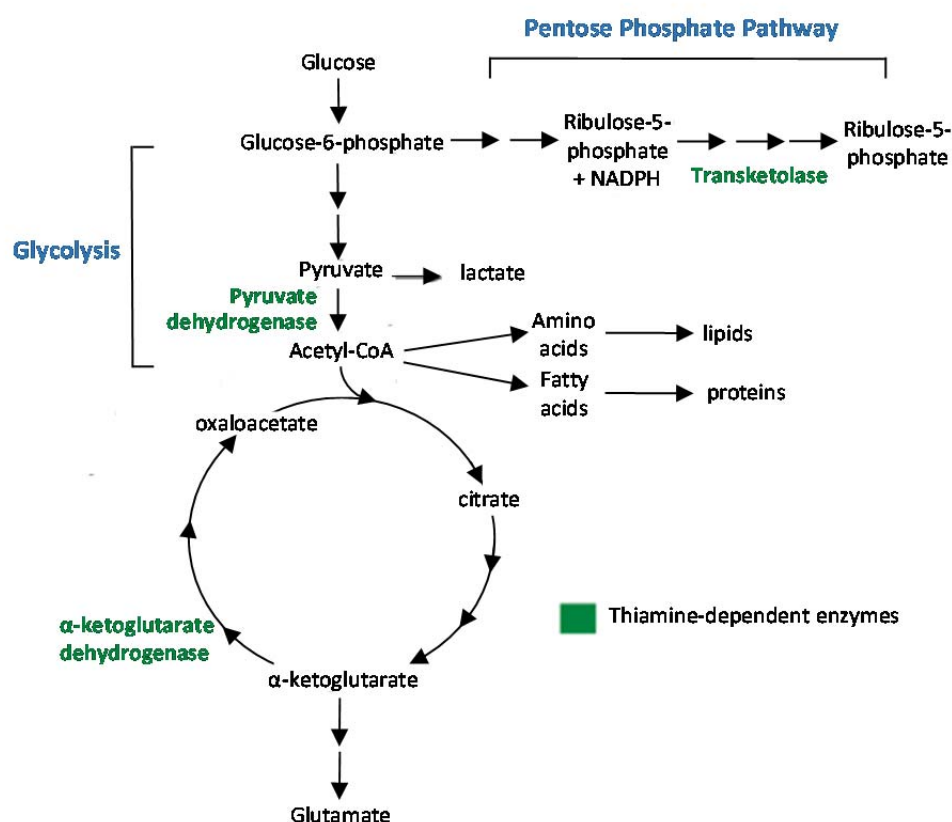 Pentose Phosphate Pathway
Glucose
Glucose-6-phosphate
Ribulose-5-
phosphate
+ NADPH
Transketolase
Ribulose-5-
phosphate
Glycolysis
Pyruvate
lactate
Pyruvate
dehydrogenase
Acetyl-CoA
Amino
acids
lipids
Fatty
acids
proteins
oxaloacetate
citrate
α-ketoglutarate
dehydrogenase
Thiamine-dependent enzymes
α-ketoglutarate
Glutamate